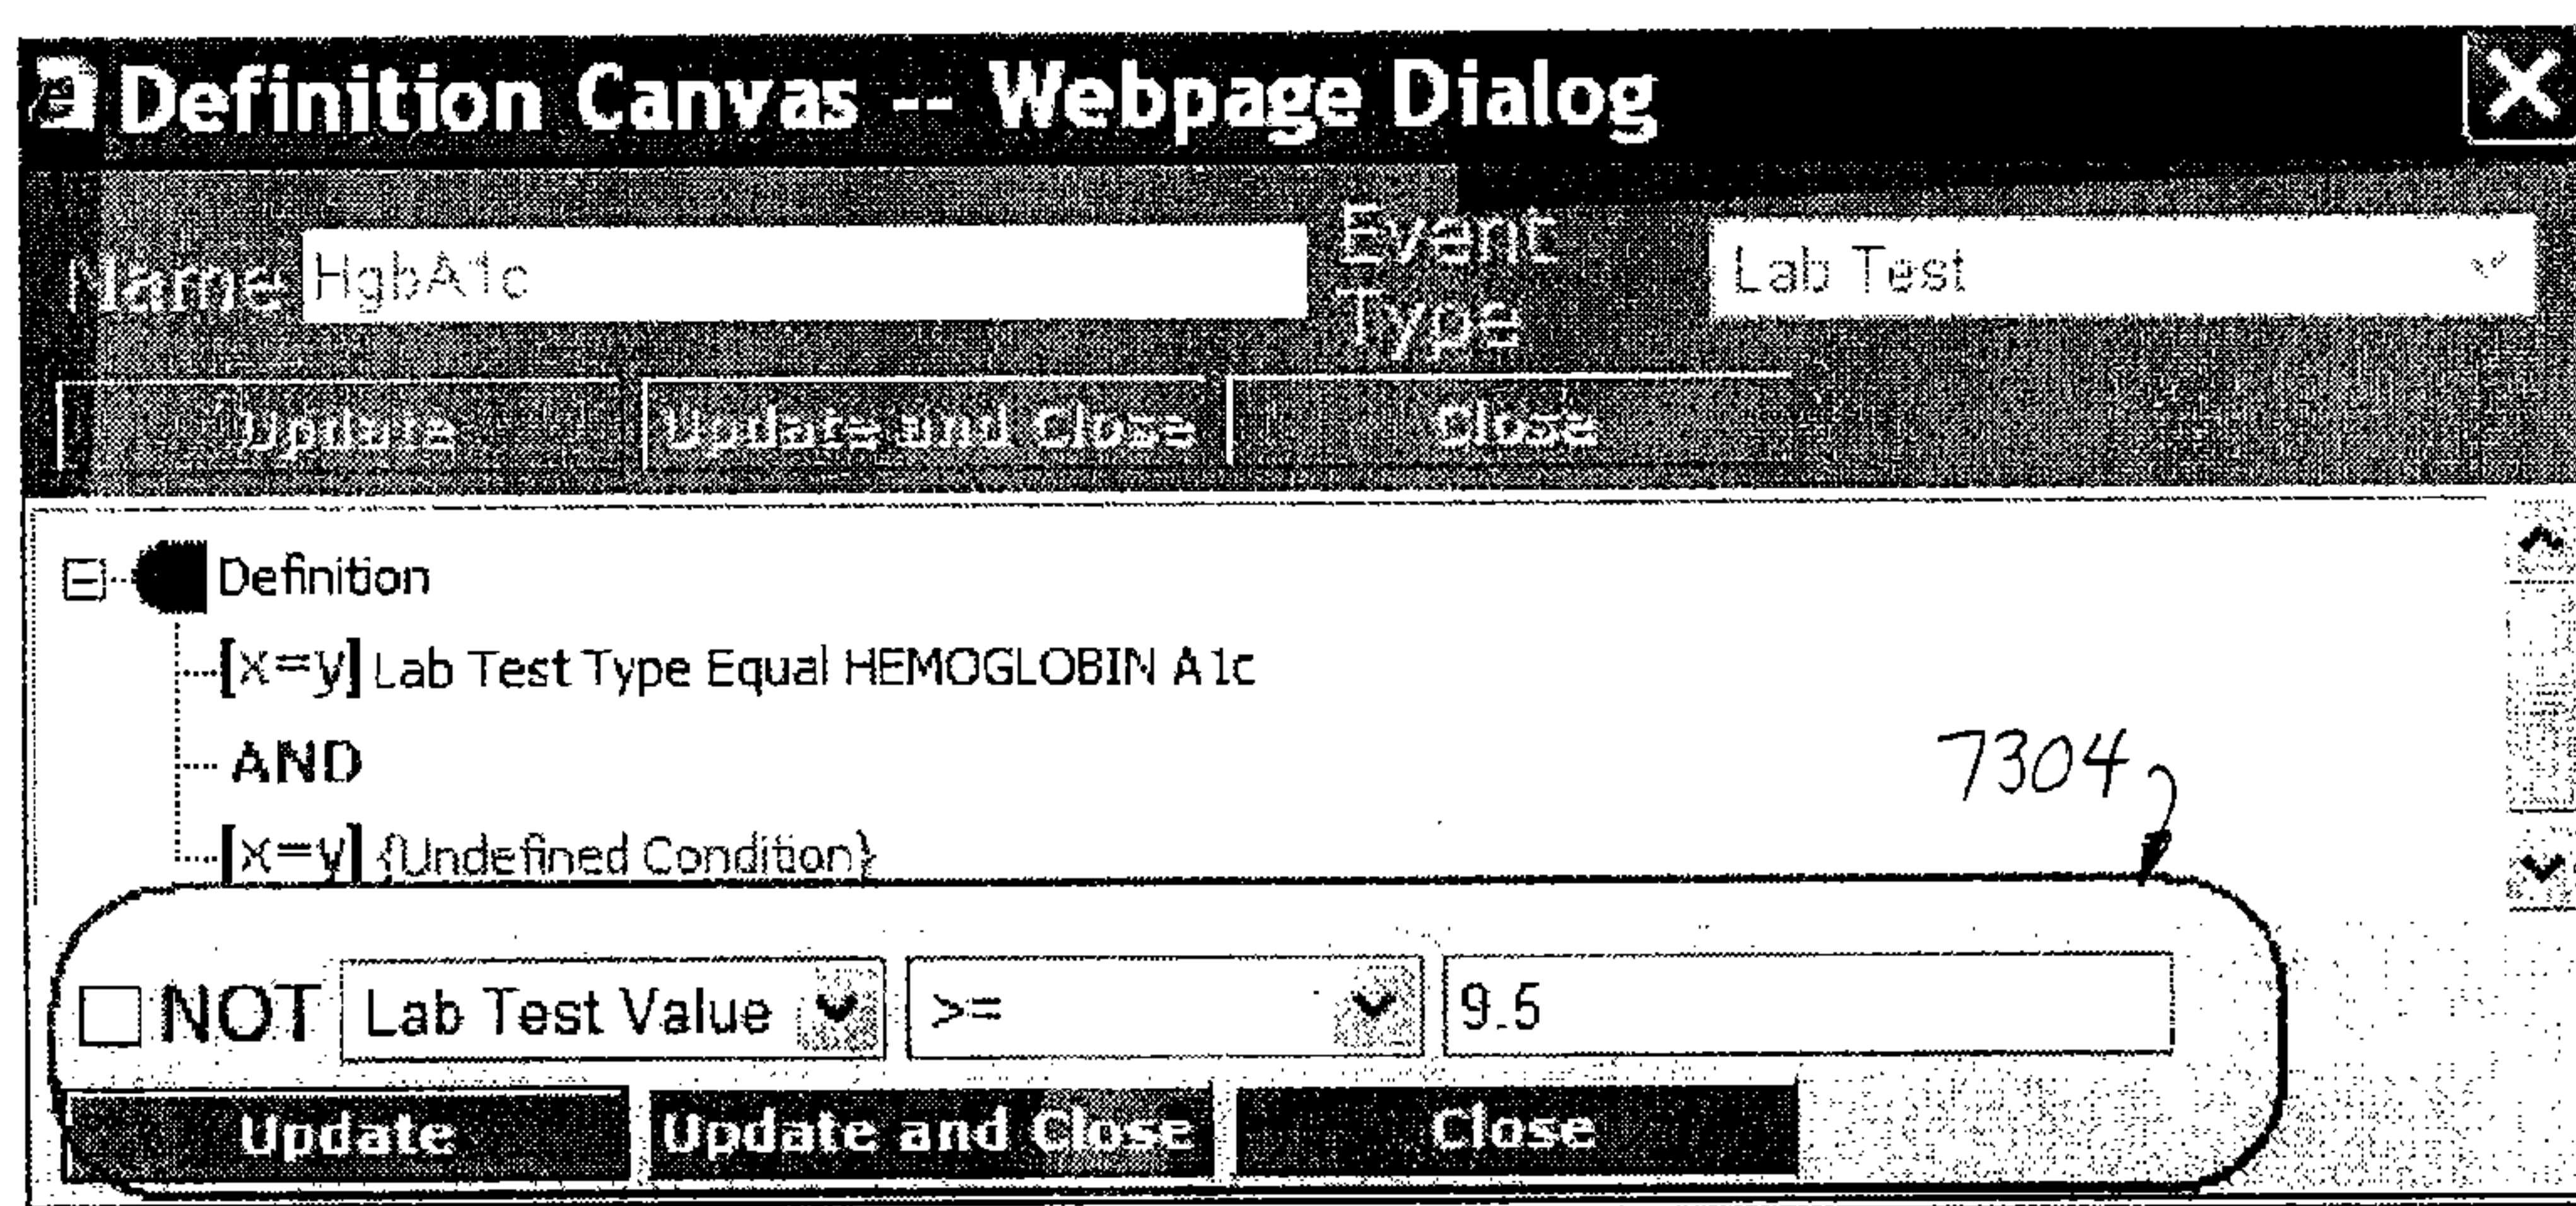 Definition Canvas -- Webpage Dialog
Name HgbA1c Event Type Lab Test
Update Update and Close Close
Definition
[x=y] Lab Test Type Equal HEMOGLOBIN A1c
AND
[x=y] {Undefined Condition}
7304
NOT Lab Test Value >= 9.5
Update Update and Close Close